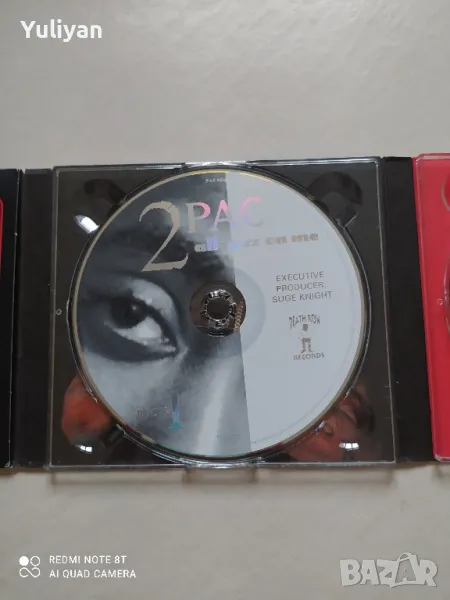 Yuliyan
2PAC
all eyez on me
EXECUTIVE
PRODUCER,
SUGE KNIGHT
DEATH ROW
RECORDS
REDMI NOTE 8T
AI QUAD CAMERA
BAZAR